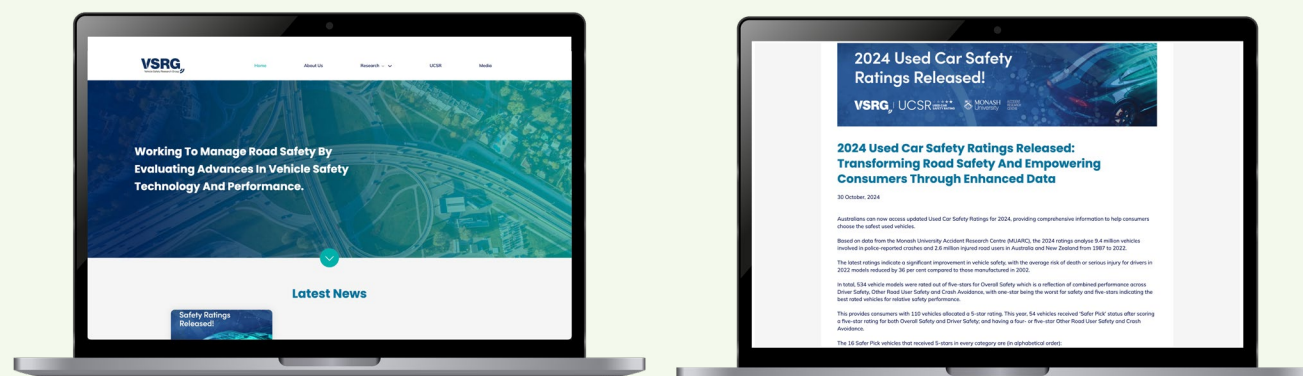 VSRG
Vehicle Safety Research Group
Home
About Us
Research
UCSR
Media
Working To Manage Road Safety By
Evaluating Advances In Vehicle Safety
Technology And Performance.
Latest News
Safety Ratings
Released!
2024 Used Car Safety
Ratings Released!
VSRG
UCSR
USED CAR
SAFETY RATINGS
MONASH
University
ACCIDENT
RESEARCH
CENTRE
2024 Used Car Safety Ratings Released:
Transforming Road Safety And Empowering
Consumers Through Enhanced Data
30 October, 2024
Australians can now access updated Used Car Safety Ratings for 2024, providing comprehensive information to help consumers
choose the safest used vehicles.
Based on data from the Monash University Accident Research Centre (MUARC), the 2024 ratings analyse 9.4 million vehicles
involved in police-reported crashes and 2.6 million injured road users in Australia and New Zealand from 1987 to 2022.
The latest ratings indicate a significant improvement in vehicle safety, with the average risk of death or serious injury for drivers in
2022 models reduced by 36 per cent compared to those manufactured in 2002.
In total, 534 vehicle models were rated out of five-stars for Overall Safety which is a reflection of combined performance across
Driver Safety, Other Road User Safety and Crash Avoidance, with one-star being the worst for safety and five-stars indicating the
best rated vehicles for relative safety performance.
This provides consumers with 110 vehicles allocated a 5-star rating. This year, 54 vehicles received 'Safer Pick' status after scoring
a five-star rating for both Overall Safety and Driver Safety; and having a four- or five-star Other Road User Safety and Crash
Avoidance.
The 16 Safer Pick vehicles that received 5-stars in every category are (in alphabetical order):